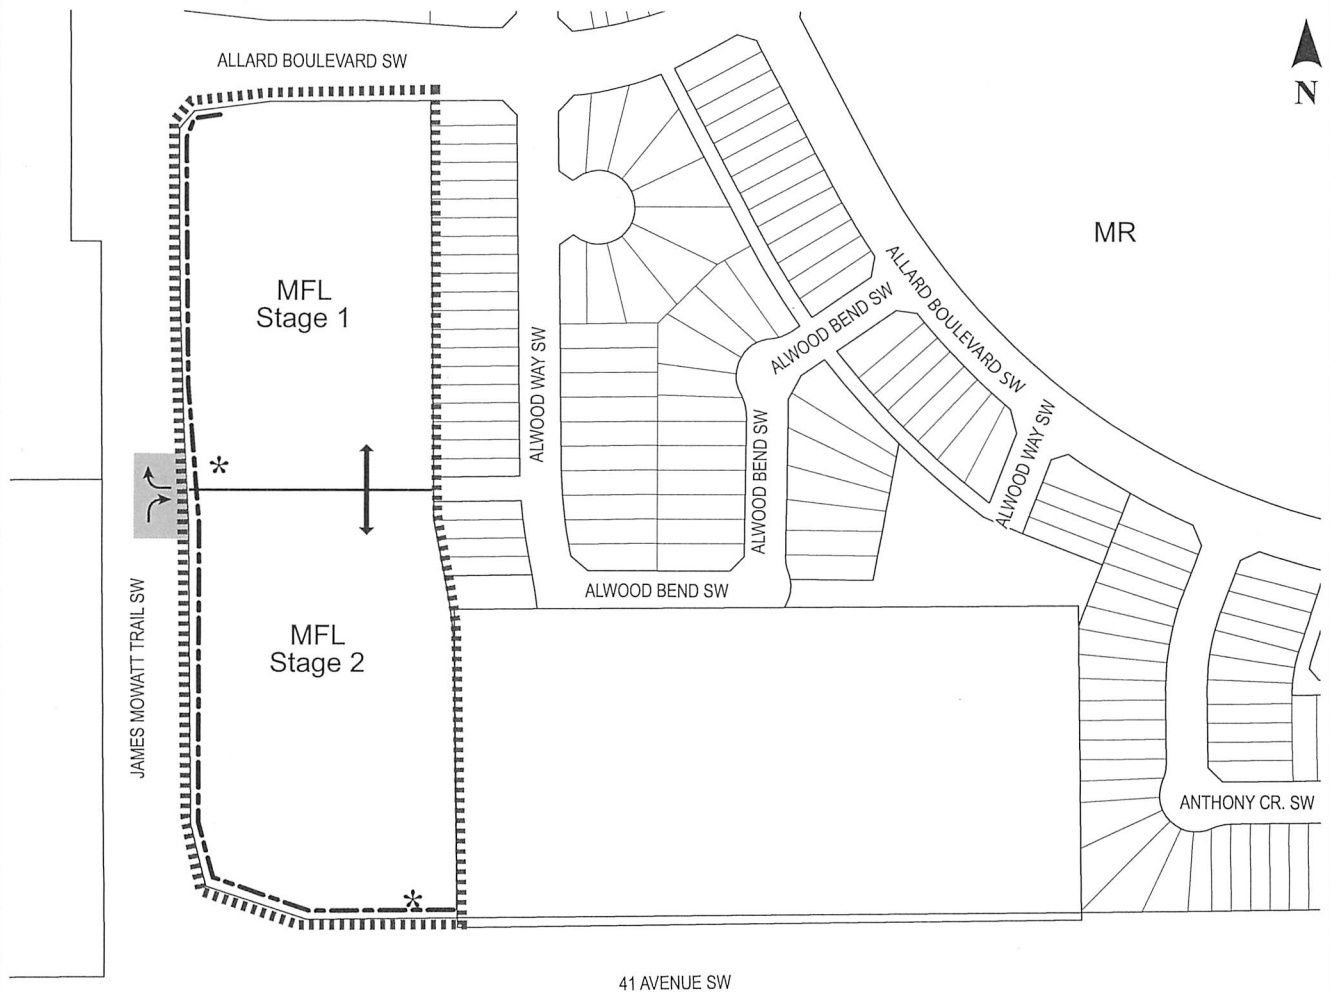 ALLARD BOULEVARD SW
N
MR
MFL
Stage 1
ALLARD BOULEVARD SW
ALWOOD BEND SW
ALWOOD WAY SW
ALWOOD WAY SW
ALWOOD BEND SW
*
ALWOOD BEND SW
JAMES MOWATT TRAIL SW
MFL
Stage 2
ANTHONY CR. SW
*
41 AVENUE SW